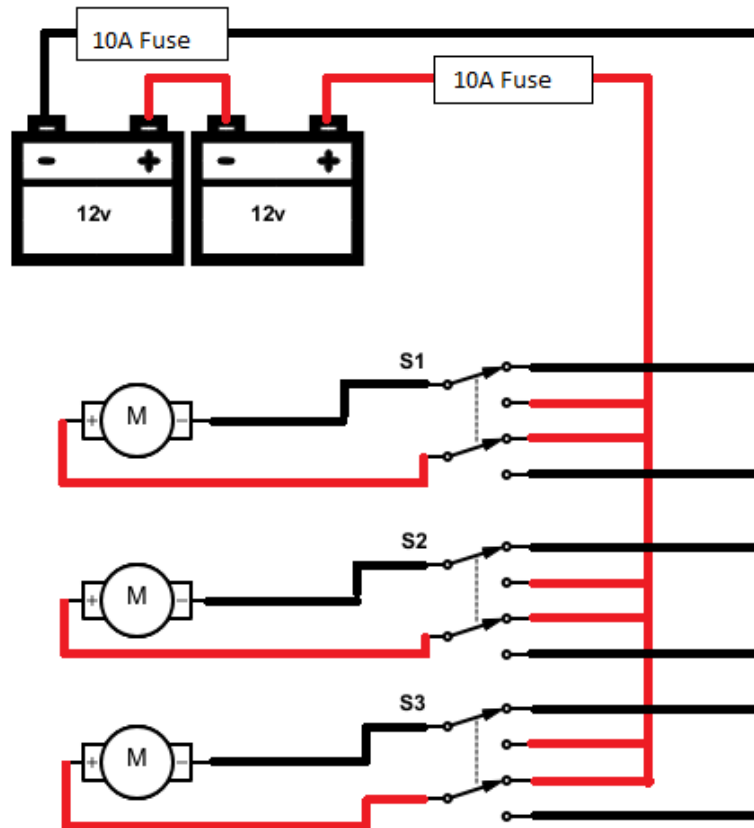 10A Fuse
10A Fuse
- + - +
12v 12v
S1
+ M -
S2
+ M -
S3
+ M -